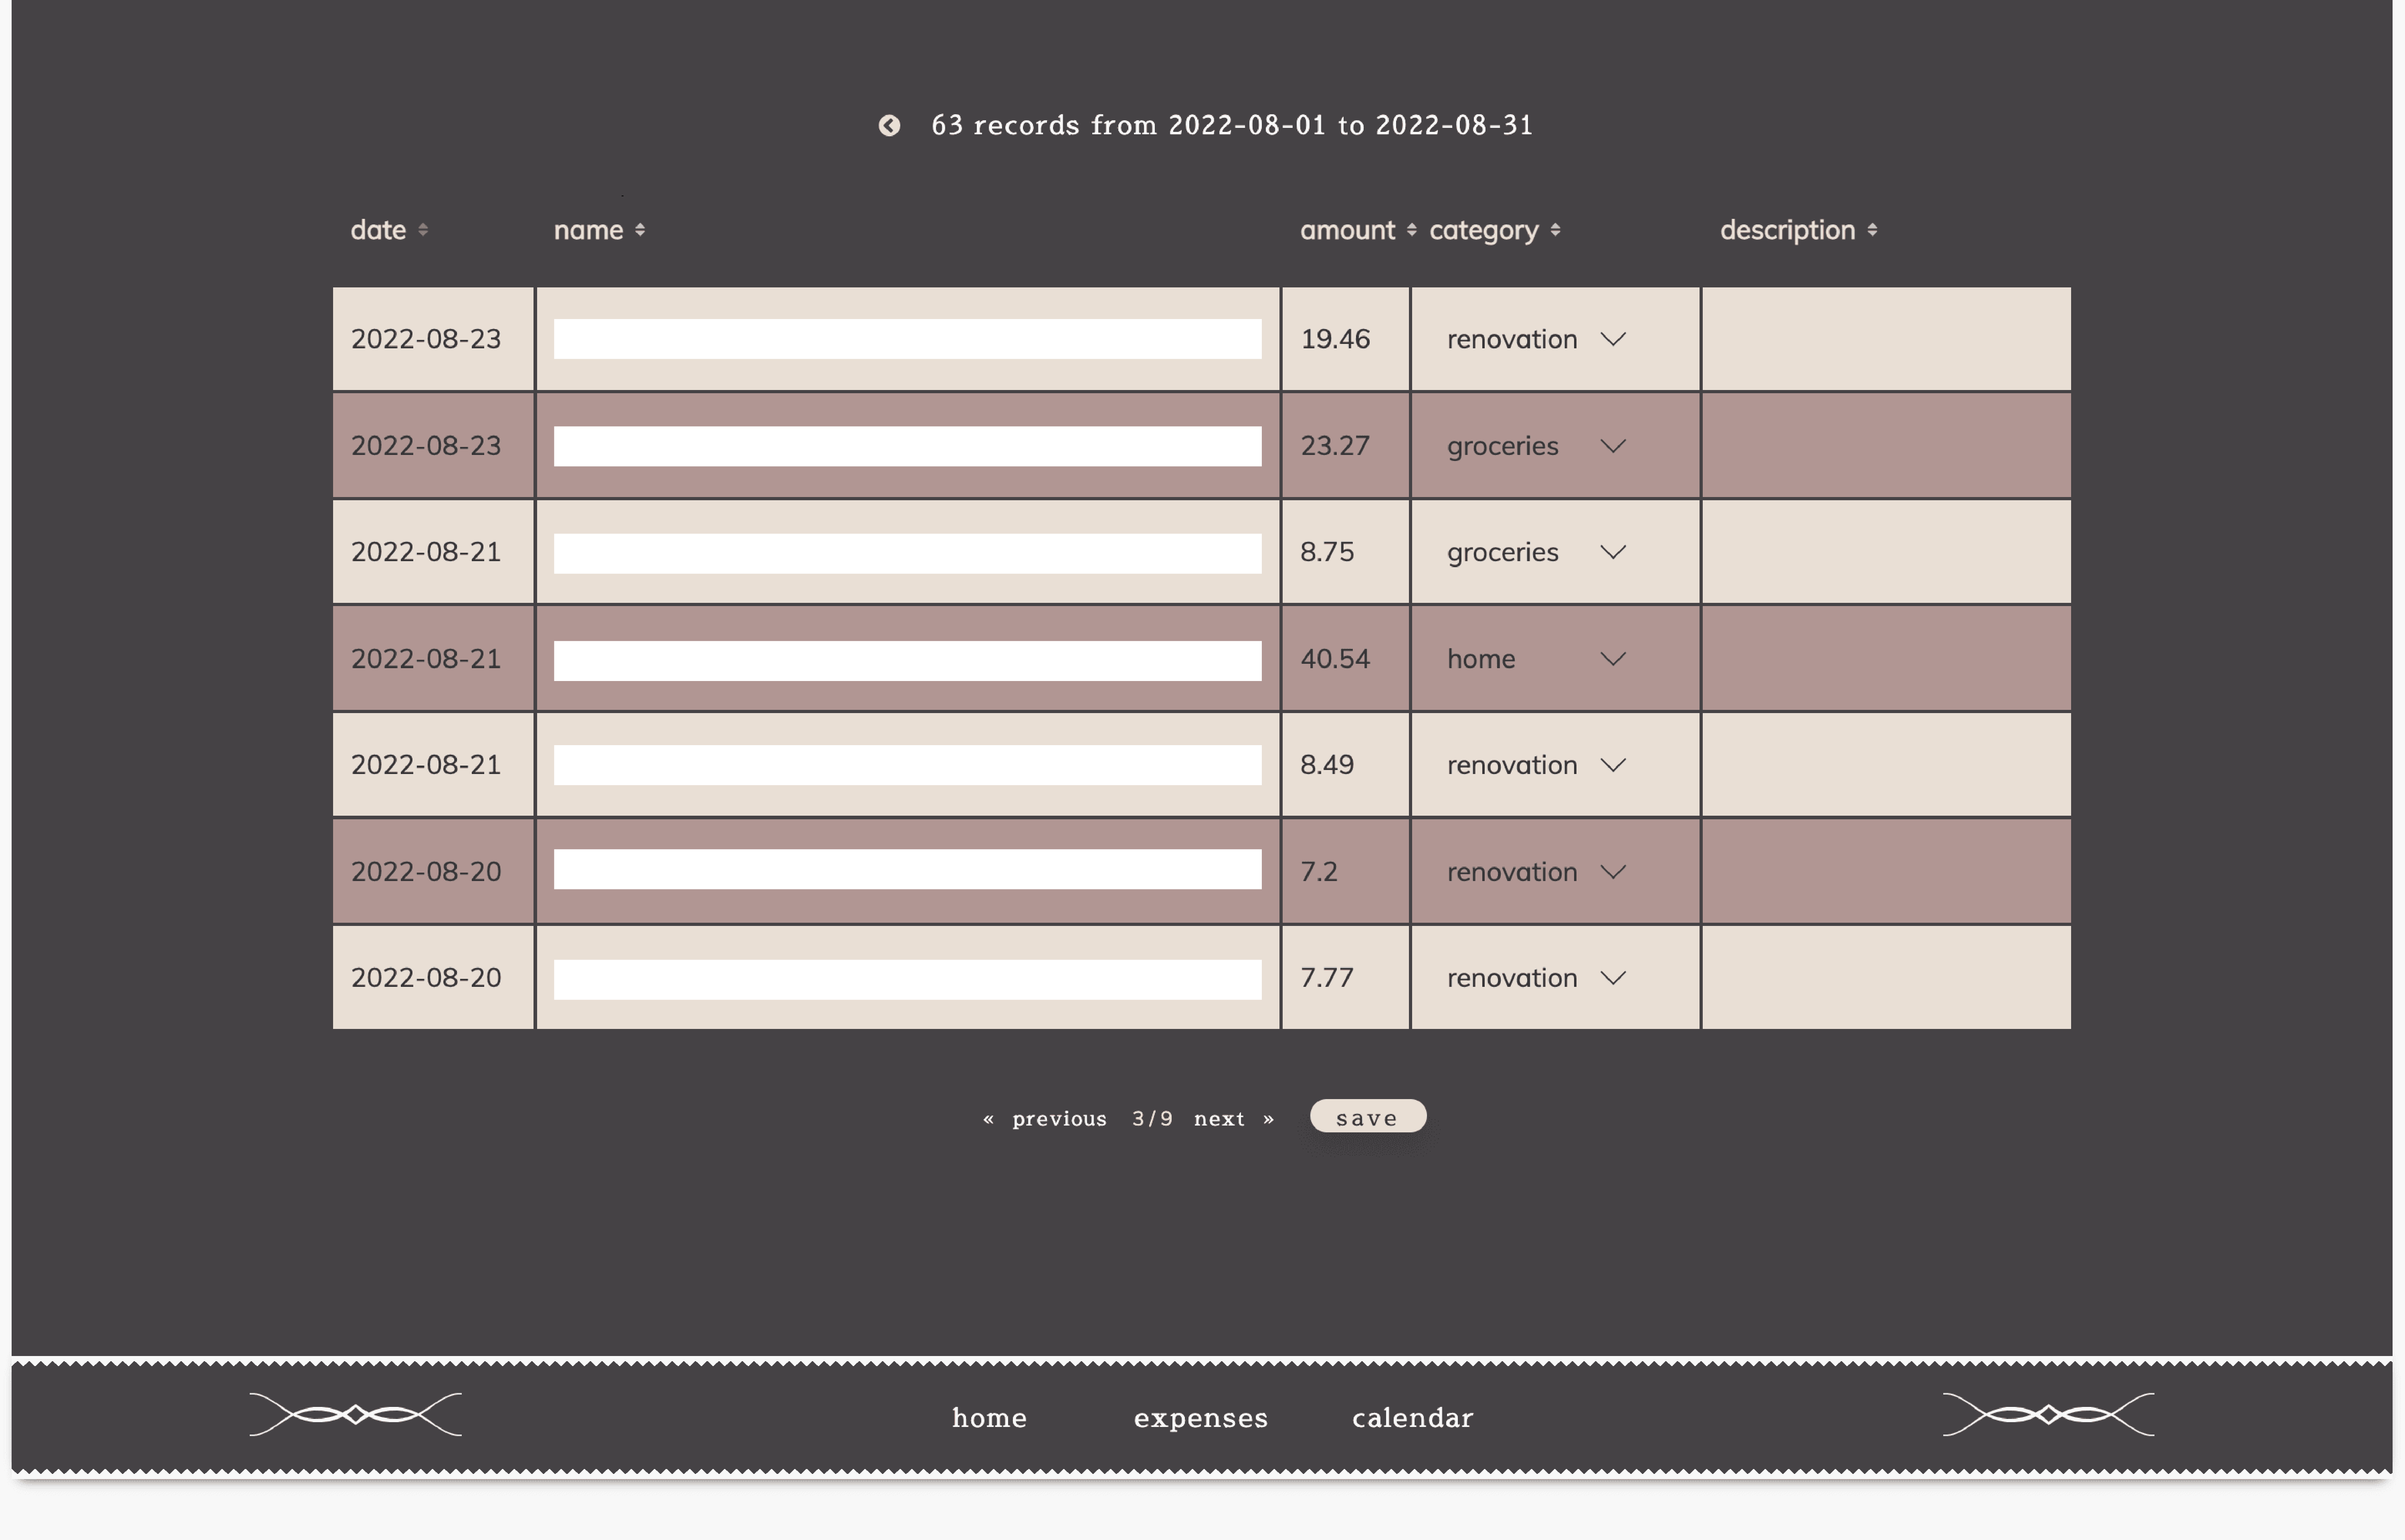 63 records from 2022-08-01 to 2022-08-31
date name amount category description
2022-08-23 19.46 renovation
2022-08-23 23.27 groceries
2022-08-21 8.75 groceries
2022-08-21 40.54 home
2022-08-21 8.49 renovation
2022-08-20 7.2 renovation
2022-08-20 7.77 renovation
« previous 3/9 next » save
home expenses calendar